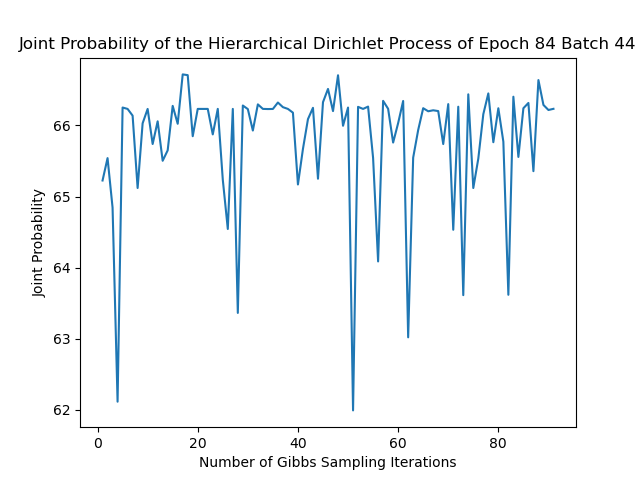 Joint Probability of the Hierarchical Dirichlet Process of Epoch 84 Batch 44
66
65
64
63
62
Joint Probability
0 20 40 60 80
Number of Gibbs Sampling Iterations